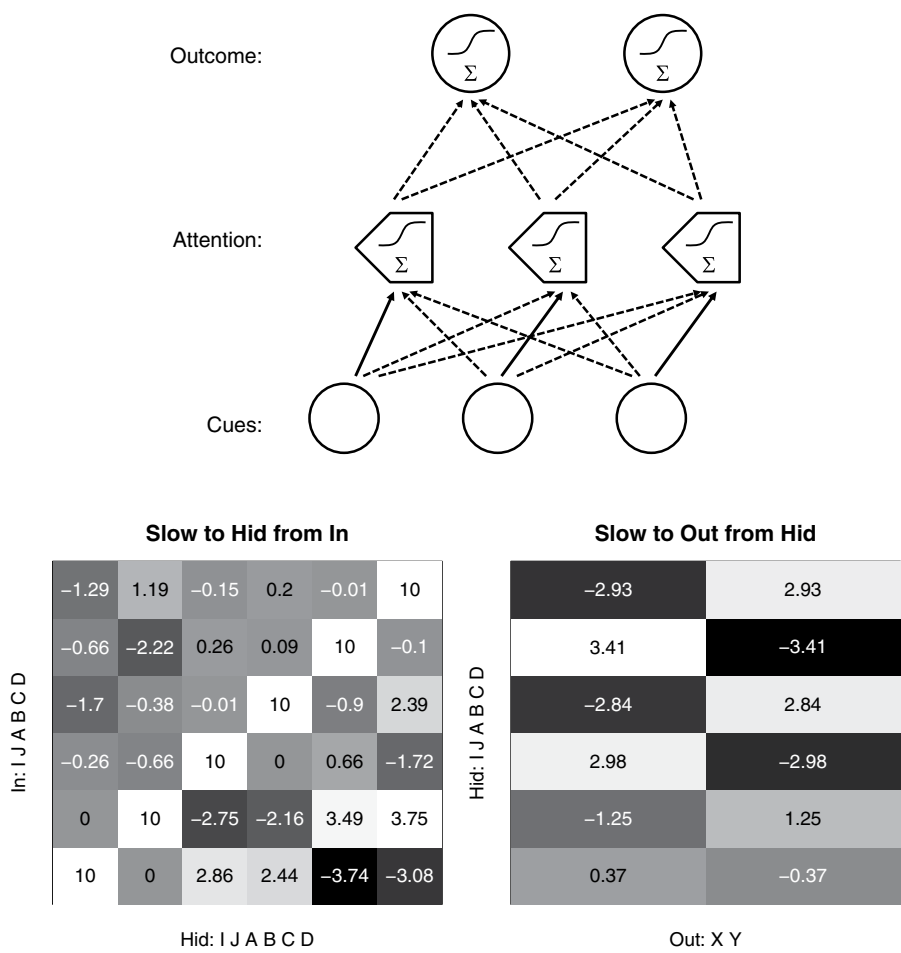 Outcome:
Σ Σ
Attention:
Σ Σ Σ
Cues:
Slow to Hid from In
−1.29 1.19 −0.15 0.2 −0.01 10
−0.66 −2.22 0.26 0.09 10 −0.1
−1.7 −0.38 −0.01 10 −0.9 2.39
−0.26 −0.66 10 0 0.66 −1.72
0 10 −2.75 −2.16 3.49 3.75
10 0 2.86 2.44 −3.74 −3.08
In: I J A B C D
Hid: I J A B C D
Slow to Out from Hid
−2.93 2.93
3.41 −3.41
−2.84 2.84
2.98 −2.98
−1.25 1.25
0.37 −0.37
Hid: I J A B C D
Out: X Y